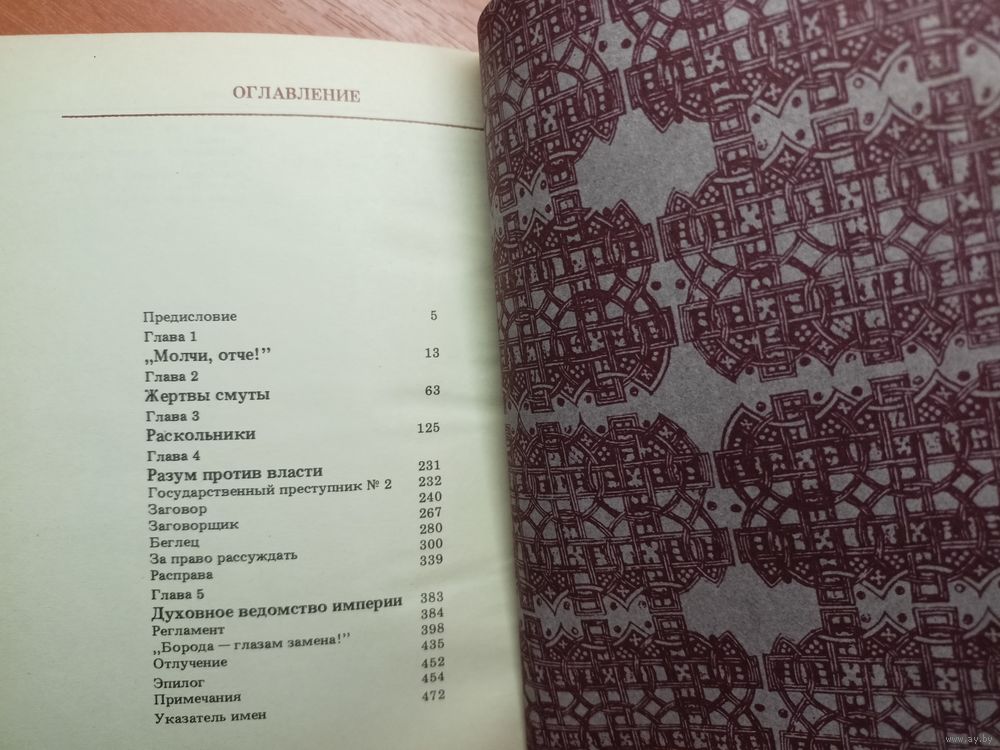 ОГЛАВЛЕНИЕ
Предисловие 5
Глава 1
„Молчи, отче!” 13
Глава 2
Жертвы смуты 63
Глава 3
Раскольники 125
Глава 4
Разум против власти 231
Государственный преступник № 2 232
Заговор 240
Заговорщик 267
Беглец 280
За право рассуждать 300
Расправа 339
Глава 5
Духовное ведомство империи 383
Регламент 384
„Борода — глазам замена!” 398
Отлучение 435
Эпилог 452
Примечания 454
Указатель имен 472
www.ay.by